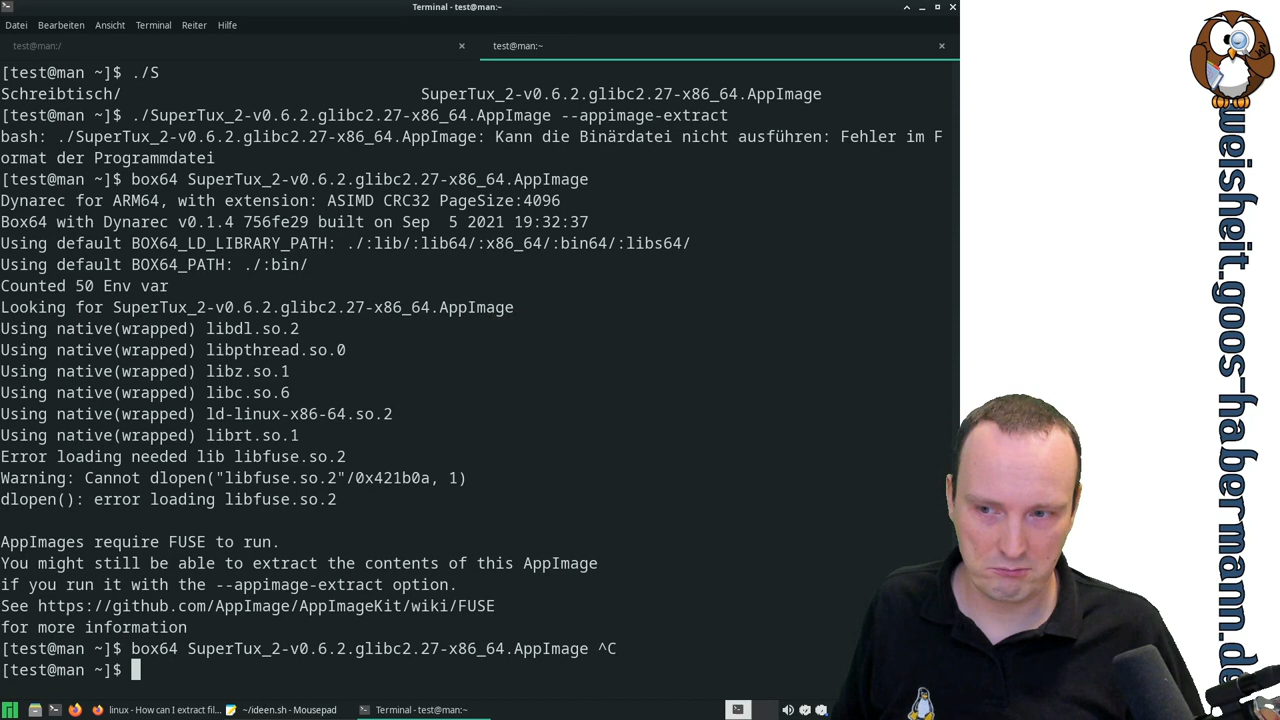 Terminal - test@man:~
Datei Bearbeiten Ansicht Terminal Reiter Hilfe
test@man:/
test@man:~
[test@man ~]$ ./S
Schreibtisch/ SuperTux_2-v0.6.2.glibc2.27-x86_64.AppImage
[test@man ~]$ ./SuperTux_2-v0.6.2.glibc2.27-x86_64.AppImage --appimage-extract
bash: ./SuperTux_2-v0.6.2.glibc2.27-x86_64.AppImage: Kann die Binärdatei nicht ausführen: Fehler im F
ormat der Programmdatei
[test@man ~]$ box64 SuperTux_2-v0.6.2.glibc2.27-x86_64.AppImage
Dynarec for ARM64, with extension: ASIMD CRC32 PageSize:4096
Box64 with Dynarec v0.1.4 756fe29 built on Sep  5 2021 13:32:37
Using default BOX64_LD_LIBRARY_PATH: ./:lib/:lib64/:x86_64/:bin64/:libs64/
Using default BOX64_PATH: ./:bin/
Counted 50 Env var
Looking for SuperTux_2-v0.6.2.glibc2.27-x86_64.AppImage
Using native(wrapped) libdl.so.2
Using native(wrapped) libpthread.so.0
Using native(wrapped) libz.so.1
Using native(wrapped) libc.so.6
Using native(wrapped) ld-linux-x86-64.so.2
Using native(wrapped) librt.so.1
Error loading needed lib libfuse.so.2
Warning: Cannot dlopen("libfuse.so.2"/0x421b0a, 1)
dlopen(): error loading libfuse.so.2
AppImages require FUSE to run.
You might still be able to extract the contents of this AppImage
if you run it with the --appimage-extract option.
See https://github.com/AppImage/AppImageKit/wiki/FUSE
for more information
[test@man ~]$ box64 SuperTux_2-v0.6.2.glibc2.27-x86_64.AppImage ^C
[test@man ~]$
linux - How can I extract fil...
~/ideen.sh - Mousepad
Terminal - test@man:~
weisheit.goos-habermann.de